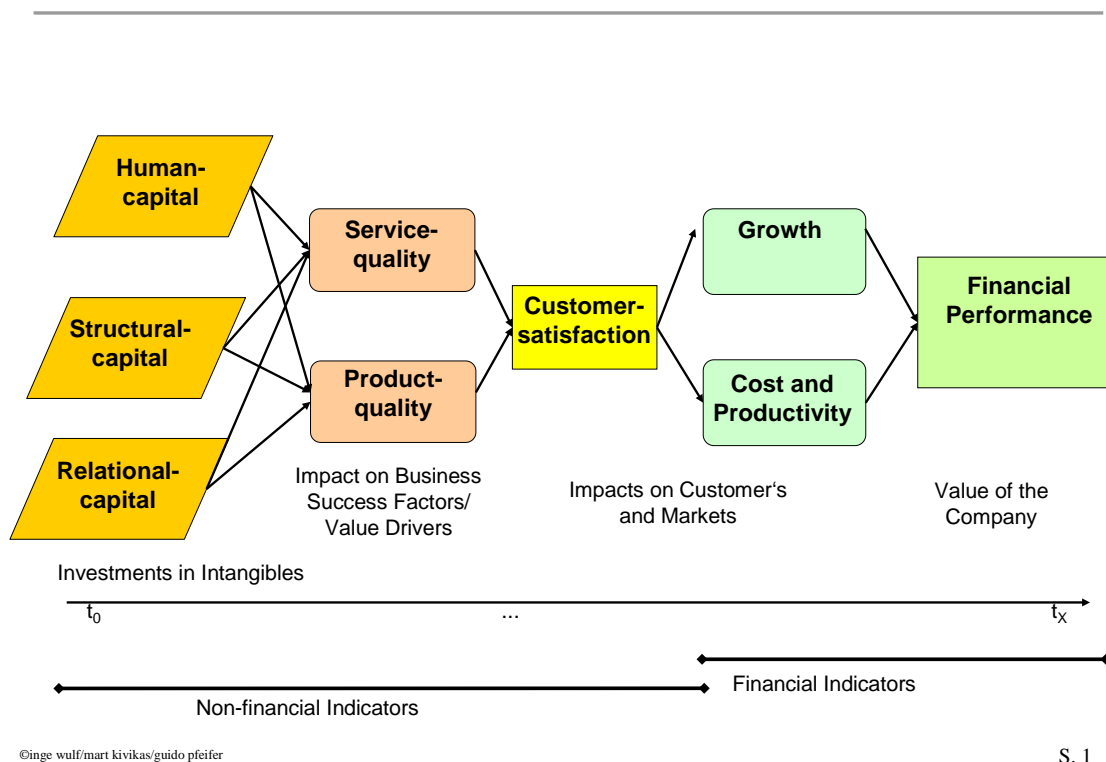 Human-
capital
Service-
quality
Growth
Structural-
capital
Customer-
satisfaction
Financial
Performance
Product-
quality
Cost and
Productivity
Relational-
capital
Impact on Business
Success Factors/
Value Drivers
Impacts on Customer‘s
and Markets
Value of the
Company
Investments in Intangibles
t0 ... tX
Financial Indicators
Non-financial Indicators
©inge wulf/mart kivikas/guido pfeifer
S. 1